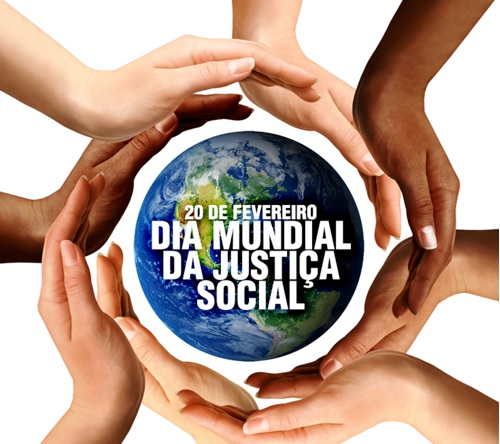 20 DE FEVEREIRO
DIA MUNDIAL
DA JUSTIÇA
SOCIAL